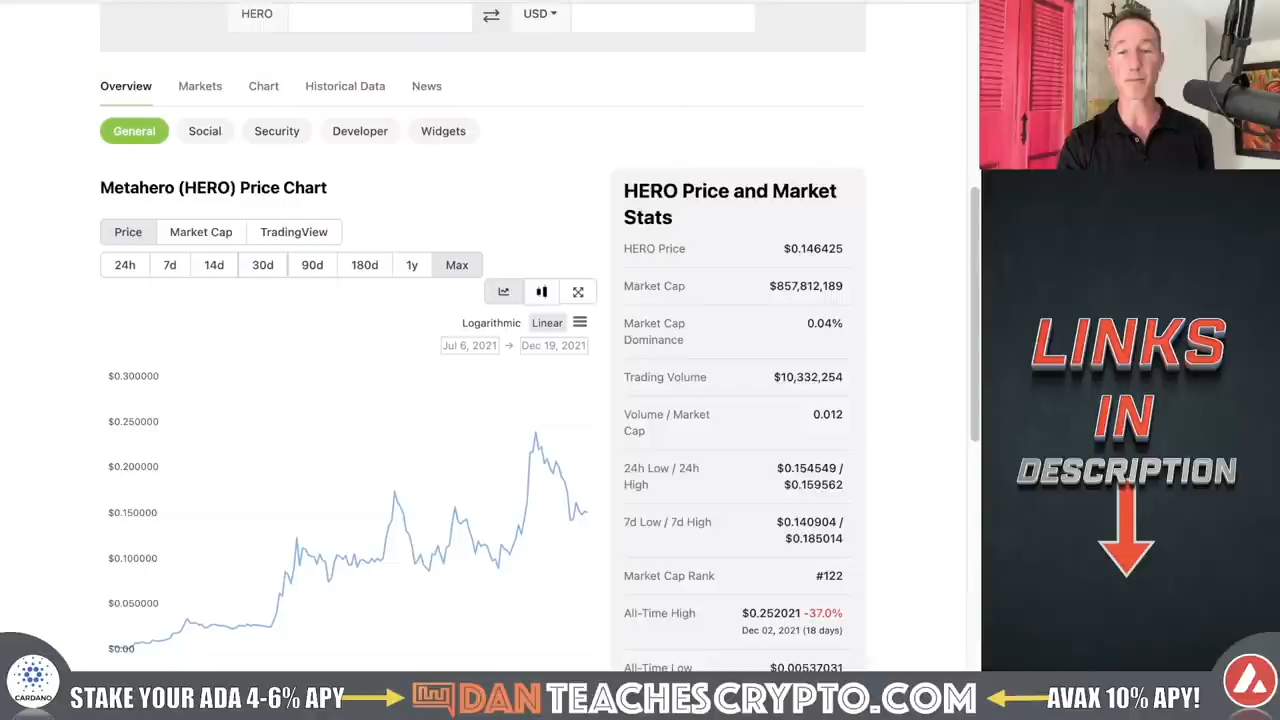 HERO
USD
Overview Markets Chart Historical Data News
General Social Security Developer Widgets
Metahero (HERO) Price Chart
Price Market Cap TradingView
24h 7d 14d 30d 90d 180d 1y Max
Logarithmic Linear
Jul 6, 2021 → Dec 19, 2021
$0.300000
$0.250000
$0.200000
$0.150000
$0.100000
$0.050000
$0.00
HERO Price and Market
Stats
HERO Price $0.146425
Market Cap $857,812,189
Market Cap
Dominance 0.04%
Trading Volume $10,332,254
Volume / Market
Cap 0.012
24h Low / 24h
High $0.154549 /
$0.159562
7d Low / 7d High $0.140904 /
$0.185014
Market Cap Rank #122
All-Time High $0.252021 -37.0%
Dec 02, 2021 (18 days)
All-Time Low $0.00537031
LINKS
IN
DESCRIPTION
CARDANO
STAKE YOUR ADA 4-6% APY
DANTEACHESCRYPTO.COM
AVAX 10% APY!